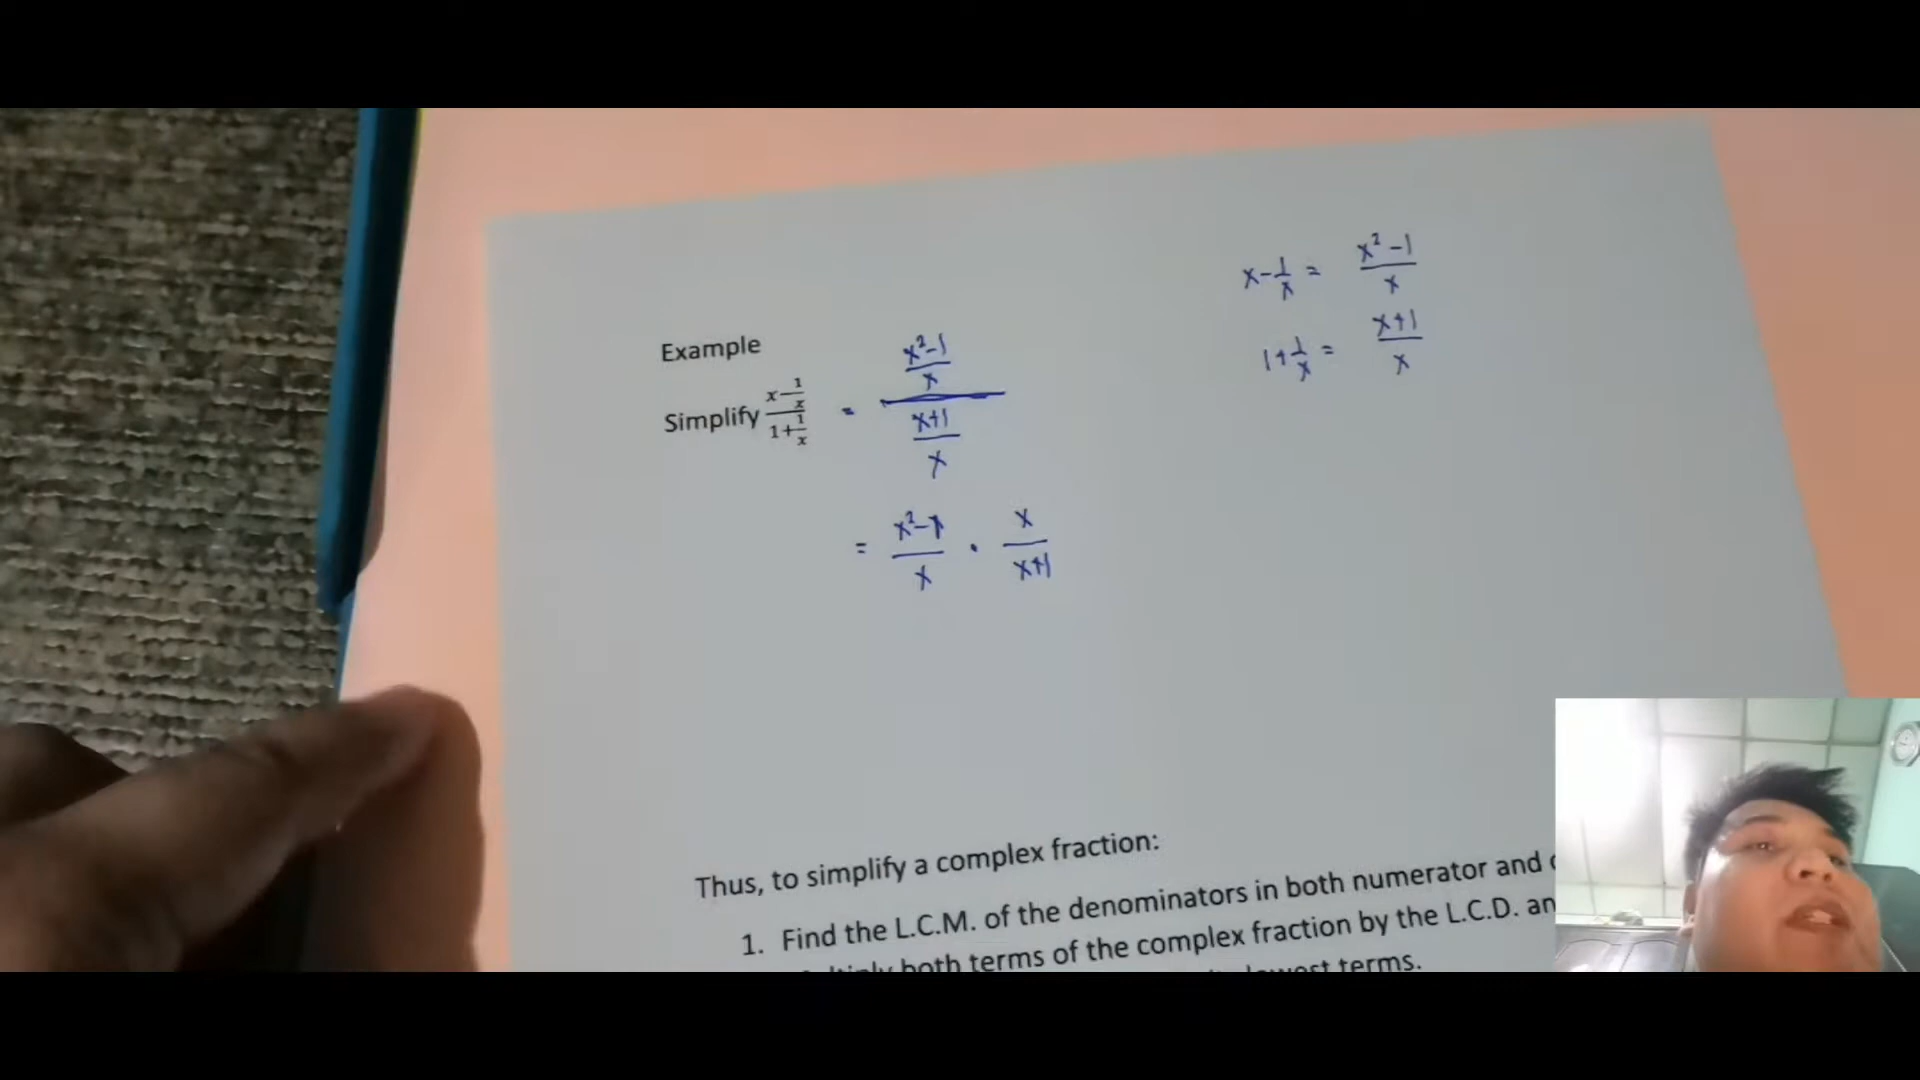 x - 1/x = (x² - 1)/x
1 + 1/x = (x+1)/x
Example
Simplify (x - 1/x)/(1 + 1/x) = ((x² - 1)/x)/((x+1)/x)
= (x² - 1)/x · x/(x+1)
Thus, to simplify a complex fraction:
1. Find the L.C.M. of the denominators in both numerator and
both terms of the complex fraction by the L.C.D.
terms.